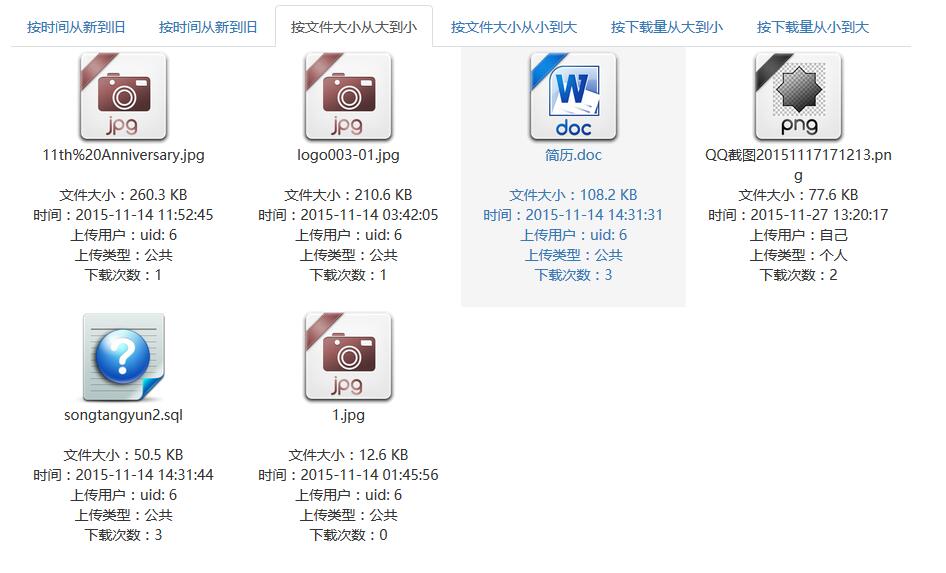 按时间从新到旧 按时间从新到旧 按文件大小从大到小 按文件大小从小到大 按下载量从大到小 按下载量从小到大
jpg
11th%20Anniversary.jpg
文件大小：260.3 KB
时间：2015-11-14 11:52:45
上传用户：uid: 6
上传类型：公共
下载次数：1
jpg
logo003-01.jpg
文件大小：210.6 KB
时间：2015-11-14 03:42:05
上传用户：uid: 6
上传类型：公共
下载次数：1
W
doc
简历.doc
文件大小：108.2 KB
时间：2015-11-14 14:31:31
上传用户：uid: 6
上传类型：公共
下载次数：3
png
QQ截图20151117171213.pn
g
文件大小：77.6 KB
时间：2015-11-27 13:20:17
上传用户：自己
上传类型：个人
下载次数：2
?
songtangyun2.sql
文件大小：50.5 KB
时间：2015-11-14 14:31:44
上传用户：uid: 6
上传类型：公共
下载次数：3
jpg
1.jpg
文件大小：12.6 KB
时间：2015-11-14 01:45:56
上传用户：uid: 6
上传类型：公共
下载次数：0